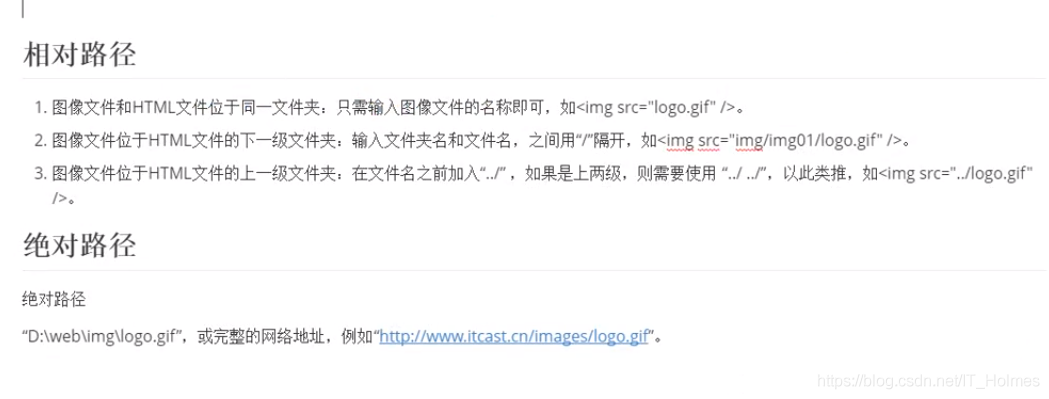 相对路径
1. 图像文件和HTML文件位于同一文件夹：只需输入图像文件的名称即可，如<img src="logo.gif" />。
2. 图像文件位于HTML文件的下一级文件夹：输入文件夹名和文件名，之间用“/”隔开，如<img src="img/img01/logo.gif" />。
3. 图像文件位于HTML文件的上一级文件夹：在文件名之前加入“../” ，如果是上两级，则需要使用 “../ ../”，以此类推，如<img src="../logo.gif"
/>。
绝对路径
绝对路径
“D:\web\img\logo.gif”，或完整的网络地址，例如“http://www.itcast.cn/images/logo.gif”。
https://blog.csdn.net/IT_Holmes